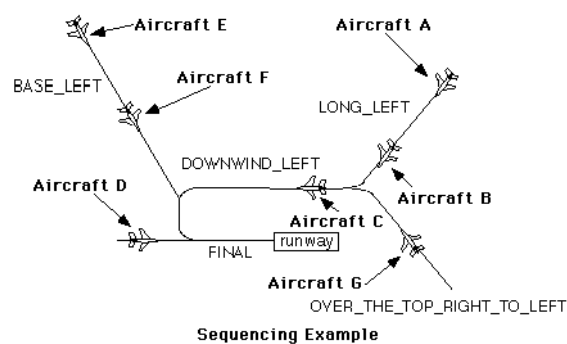 Aircraft E
Aircraft A
BASE_LEFT
Aircraft F
LONG_LEFT
DOWNWIND_LEFT
Aircraft D
Aircraft B
Aircraft C
FINAL
runway
Aircraft G
OVER_THE_TOP_RIGHT_TO_LEFT
Sequencing Example